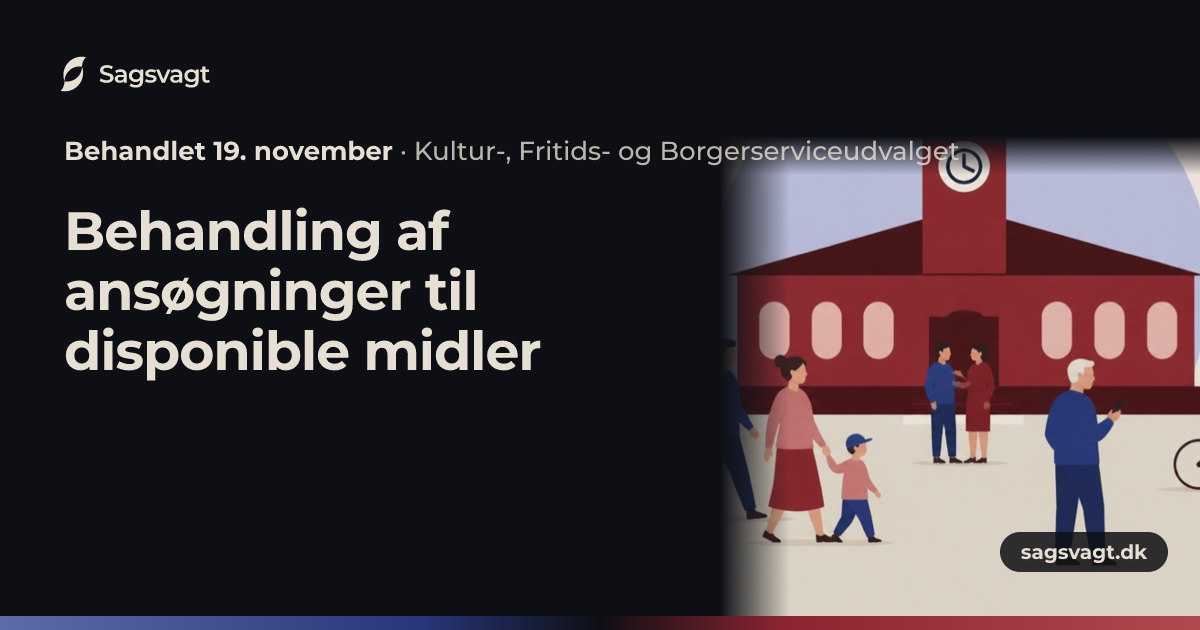 Sagsvagt
Behandlet 19. november · Kultur-, Fritids- og Borgerserviceudvalget
Behandling af
ansøgninger til
disponible midler
sagsvagt.dk